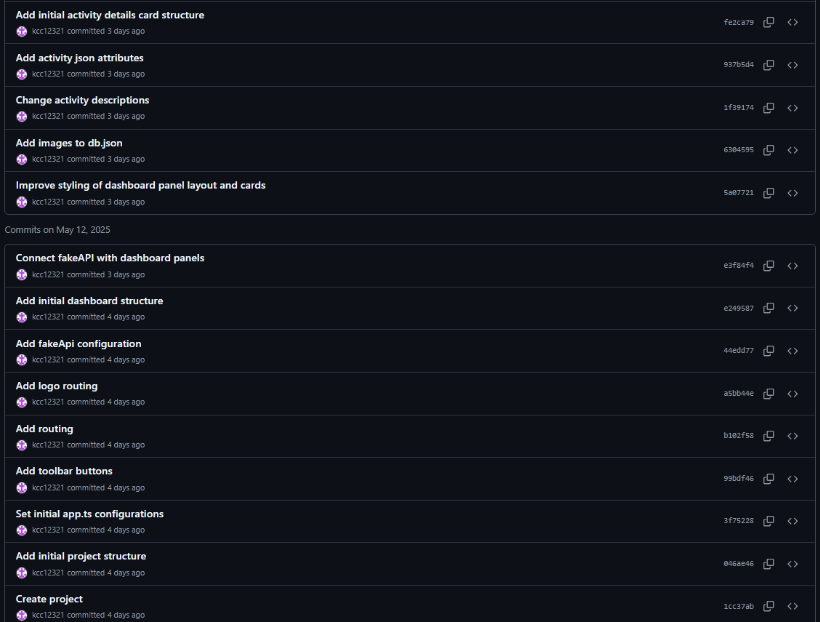 Add initial activity details card structure
fe2ca79
kcc12321 committed 3 days ago
Add activity json attributes
937b5d4
kcc12321 committed 3 days ago
Change activity descriptions
1f39174
kcc12321 committed 3 days ago
Add images to db.json
6304595
kcc12321 committed 3 days ago
Improve styling of dashboard panel layout and cards
5a07721
kcc12321 committed 3 days ago
Commits on May 12, 2025
Connect fakeAPI with dashboard panels
e3f84f4
kcc12321 committed 3 days ago
Add initial dashboard structure
e249587
kcc12321 committed 4 days ago
Add fakeApi configuration
44edd77
kcc12321 committed 4 days ago
Add logo routing
a5bb44e
kcc12321 committed 4 days ago
Add routing
b102f58
kcc12321 committed 4 days ago
Add toolbar buttons
99bdf46
kcc12321 committed 4 days ago
Set initial app.ts configurations
3f75228
kcc12321 committed 4 days ago
Add initial project structure
046ae46
kcc12321 committed 4 days ago
Create project
1cc37ab
kcc12321 committed 4 days ago